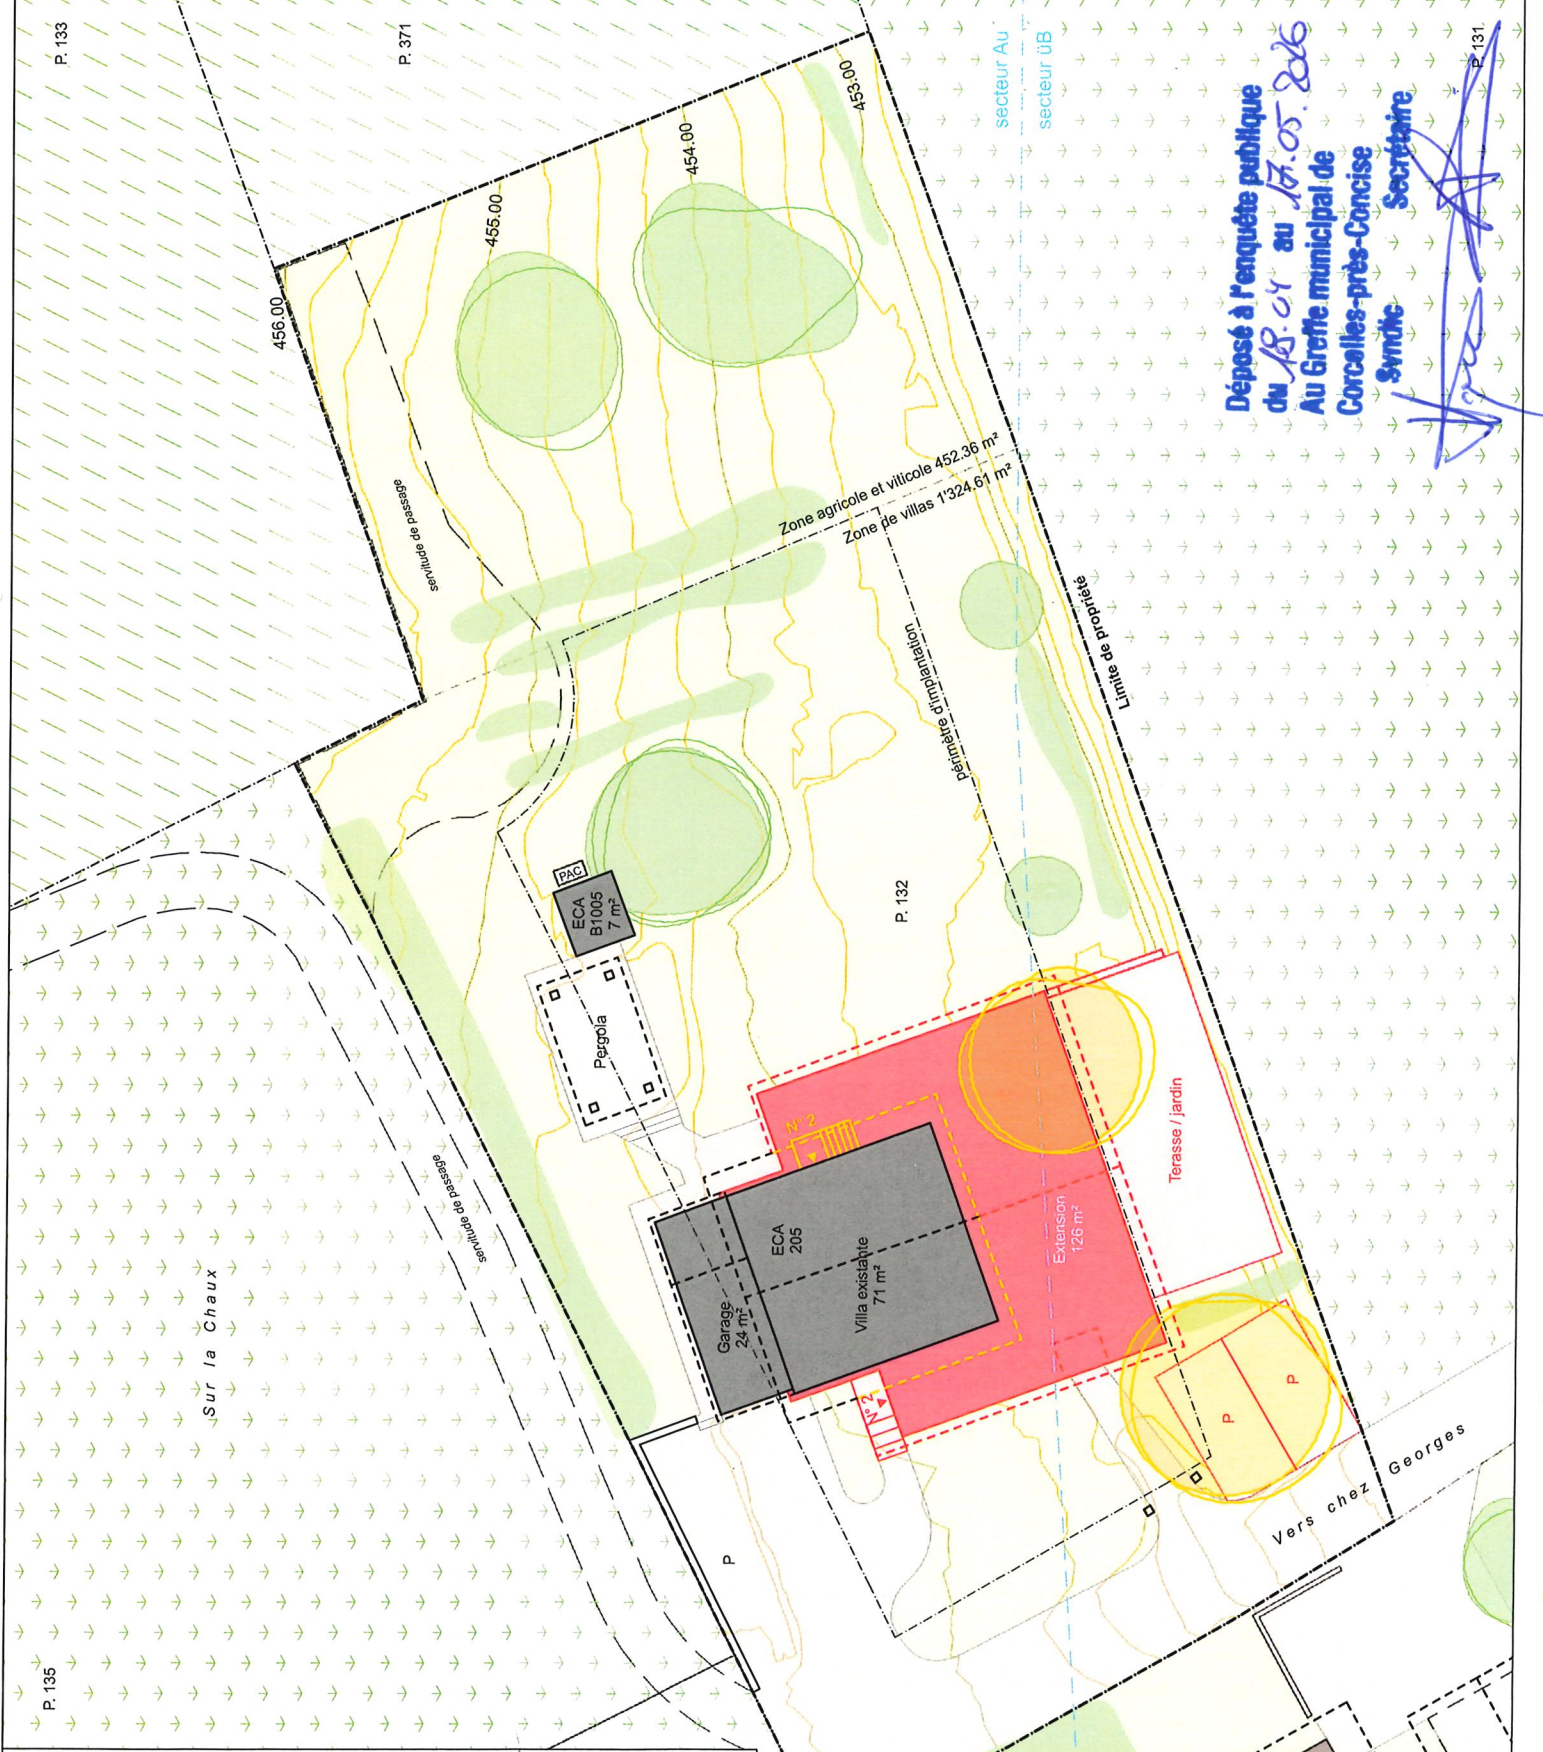 P. 133
P. 371
secteur Au
secteur üB
P. 131
Déposé à l'enquête publique
du 18.04 au 17.05.2026
Au Greffe municipal de
Corcelles-près-Concise
Syndic Secrétaire
453.00
454.00
455.00
456.00
servitude de passage
Zone agricole et viticole 452.36 m²
Zone de villas 1'324.61 m²
périmètre d'implantation
Limite de propriété
PAC
ECA
B1005
7 m²
P. 132
Pergola
N° 2
Terasse / jardin
servitude de passage
ECA
205
Extension
126 m²
Villa existante
71 m²
Garage
24 m²
N° 2
Sur la Chaux
P
P
P
Vers chez Georges
P. 135